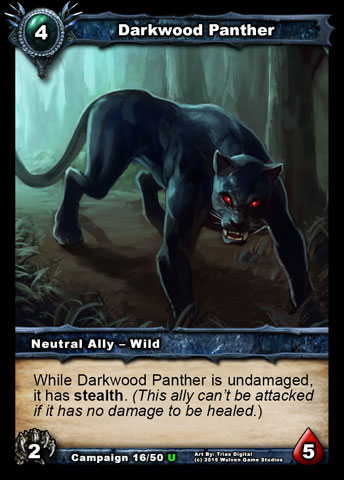 4
Darkwood Panther
Neutral Ally – Wild
While Darkwood Panther is undamaged,
it has stealth. (This ally can't be attacked
if it has no damage to be healed.)
2
Campaign 16/50 U
Art By: Trias Digital
(c) 2015 Wulven Game Studios
5